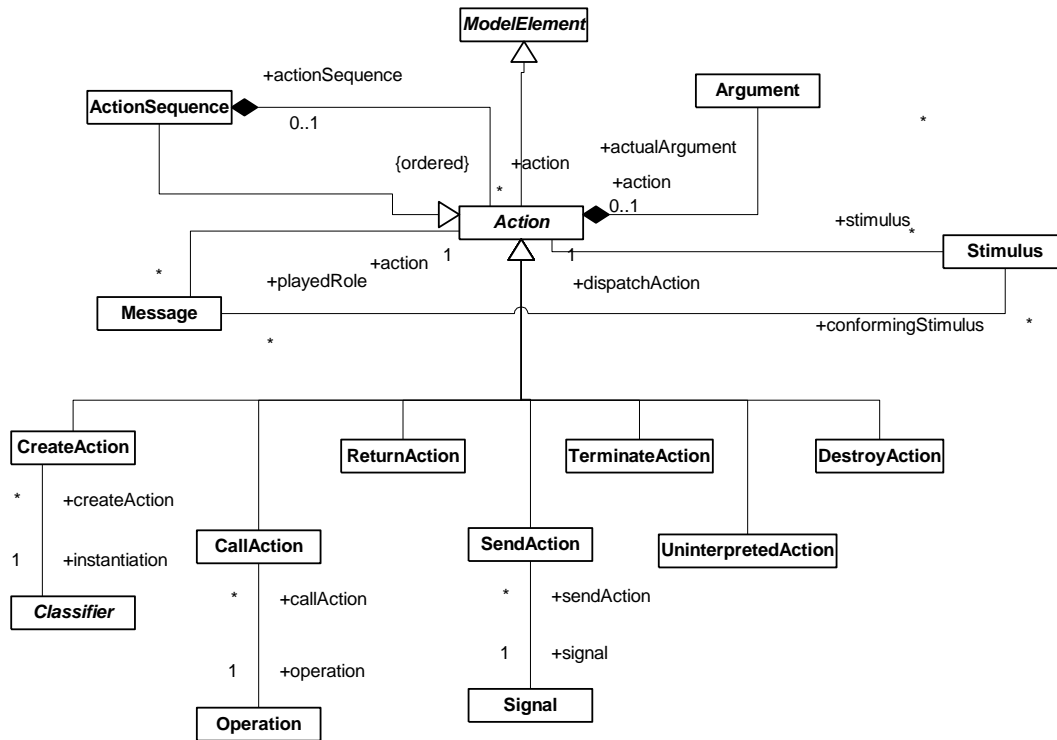 ModelElement
+actionSequence
Argument
ActionSequence
0..1
*
{ordered}
+action
+actualArgument
+action
*
0..1
Action
+stimulus
*
1
1
Stimulus
+action
*
+playedRole
+dispatchAction
Message
+conformingStimulus
*
*
CreateAction
ReturnAction
TerminateAction
DestroyAction
*
+createAction
CallAction
SendAction
UninterpretedAction
1
+instantiation
*
+callAction
*
+sendAction
Classifier
1
+operation
1
+signal
Signal
Operation